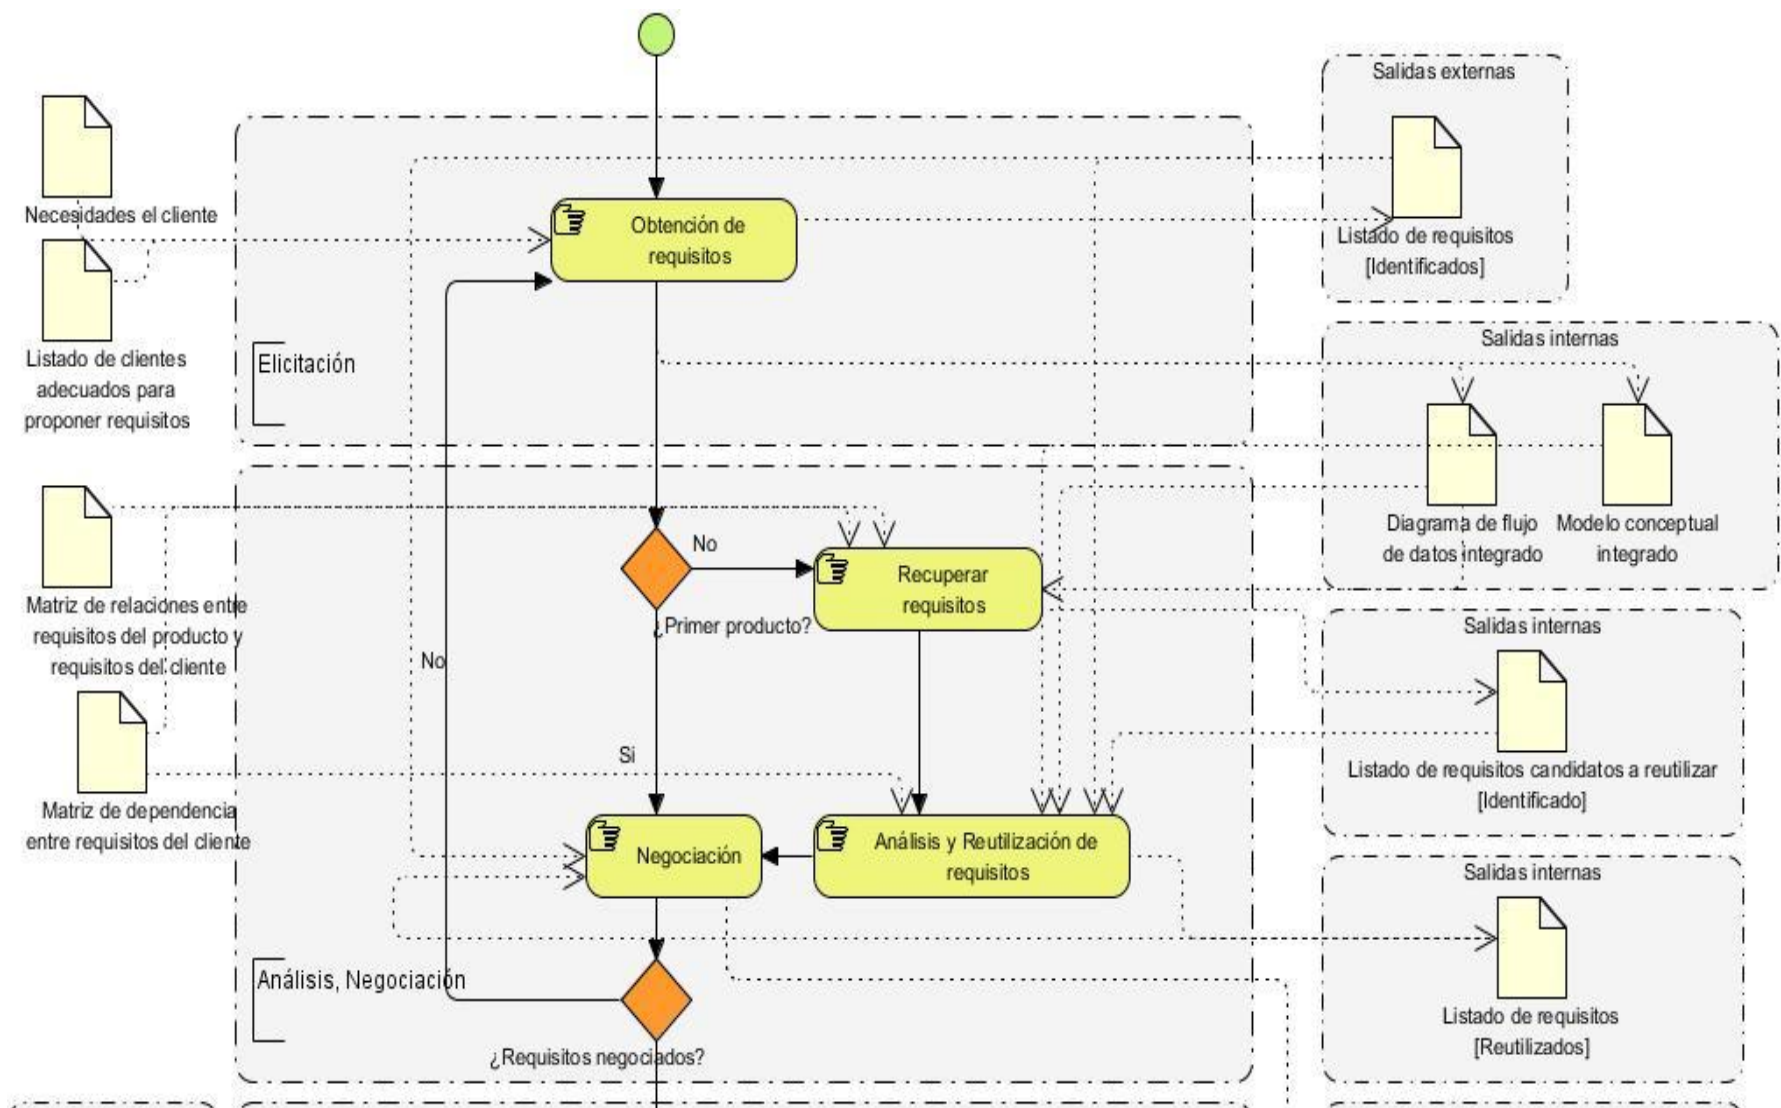 Salidas externas
Necesidades el cliente
Obtención de
requisitos
Listado de requisitos
[Identificados]
Listado de clientes
adecuados para
proponer requisitos
Elicitación
Salidas internas
Diagrama de flujo
de datos integrado
Modelo conceptual
integrado
No
Recuperar
requisitos
¿Primer producto?
Matriz de relaciones entre
requisitos del producto y
requisitos del cliente
No
Salidas internas
Listado de requisitos candidatos a reutilizar
[Identificado]
Si
Matriz de dependencia
entre requisitos del cliente
Negociación
Análisis y Reutilización de
requisitos
Salidas internas
Listado de requisitos
[Reutilizados]
Análisis, Negociación
¿Requisitos negociados?